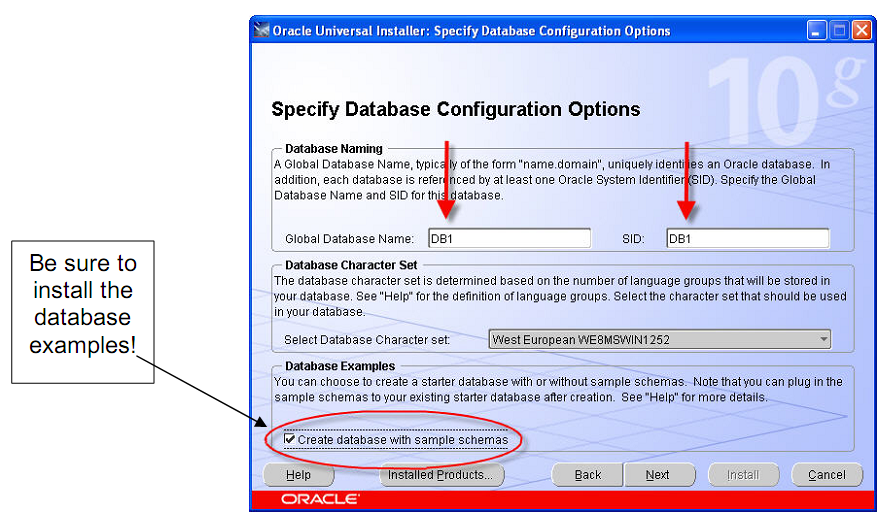 Oracle Universal Installer: Specify Database Configuration Options
10g
Specify Database Configuration Options
Database Naming
A Global Database Name, typically of the form "name.domain", uniquely identifies an Oracle database. In
addition, each database is referenced by at least one Oracle System Identifier (SID). Specify the Global
Database Name and SID for this database.
Global Database Name: DB1 SID: DB1
Be sure to
install the
database
examples!
Database Character Set
The database character set is determined based on the number of language groups that will be stored in
your database. See "Help" for the definition of language groups. Select the character set that should be used
in your database.
Select Database Character set: West European WE8MSWIN1252
Database Examples
You can choose to create a starter database with or without sample schemas. Note that you can plug in the
sample schemas to your existing starter database after creation. See "Help" for more details.
Create database with sample schemas
Help Installed Products... Back Next Install Cancel
ORACLE